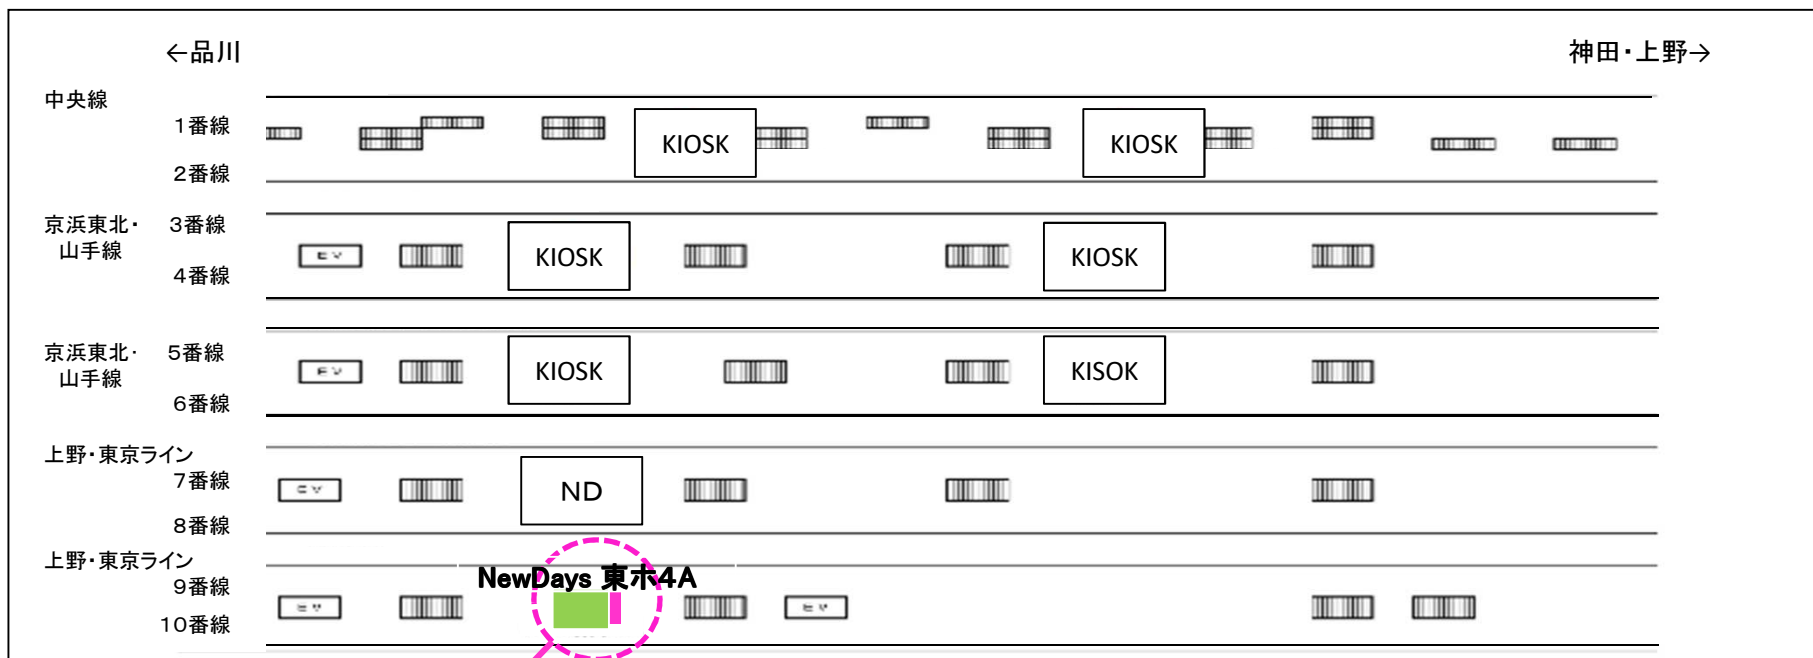 ←品川
神田・上野→
中央線
1番線
KIOSK
KIOSK
2番線
京浜東北・ 3番線
山手線
EV
KIOSK
KIOSK
4番線
京浜東北・ 5番線
山手線
EV
KIOSK
KISOK
6番線
上野・東京ライン
7番線
ND
8番線
上野・東京ライン
NewDays 東ホ4A
9番線
EV
EV
10番線